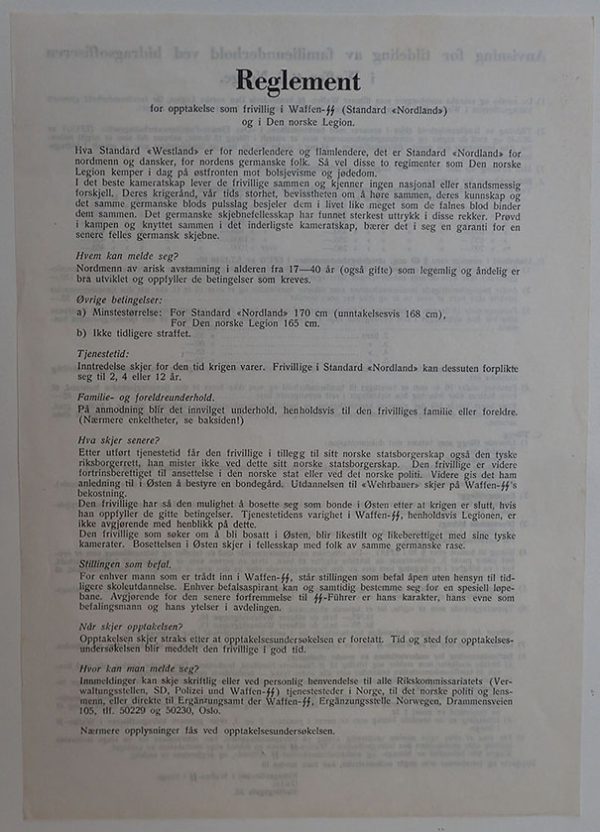 Reglement
for opptakelse som frivillig i Waffen-ᛋᛋ (Standard «Nordland»)
og i Den norske Legion.
Hva Standard «Westland» er for nederlendere og flamlendere, det er Standard «Nordland» for
nordmenn og dansker, for nordens germanske folk. Så vel disse to regimenter som Den norske
Legion kemper i dag på østfronten mot bolsjevisme og jødedom.
I det beste kameratskap lever de frivillige sammen og kjenner ingen nasjonal eller standsmessig
forskjell. Deres krigerånd, vår tids storhet, bevisstheten om å høre sammen, deres kunnskap og
det samme germanske blods pulsslag besjeler dem i livet like meget som de falnes blod binder
dem sammen. Det germanske skjebnefellesskap har funnet sterkest uttrykk i disse rekker. Prøvd
i kampen og knyttet sammen i det inderligste kameratskap, bærer det i seg en garanti for en
senere felles germansk skjebne.
Hvem kan melde seg?
Nordmenn av arisk avstamning i alderen fra 17—40 år (også gifte) som legemlig og åndelig er
bra utviklet og oppfyller de betingelser som kreves.
Øvrige betingelser:
a) Minstestørrelse: For Standard «Nordland» 170 cm (unntakelsesvis 168 cm),
For Den norske Legion 165 cm.
b) Ikke tidligere straffet.
Tjenestetid:
Inntredelse skjer for den tid krigen varer. Frivillige i Standard «Nordland» kan dessuten forplikte
seg til 2, 4 eller 12 år.
Familie- og foreldreunderhold.
På anmodning blir det innvilget underhold, henholdsvis til den frivilliges familie eller foreldre.
(Nærmere enkeltheter, se baksiden!)
Hva skjer senere?
Etter utført tjenestetid får den frivillige i tillegg til sitt norske statsborgerskap også den tyske
riksborgerrett, han mister ikke ved dette sitt norske statsborgerskap. Den frivillige er videre
fortrinsberettiget til ansettelse i den norske stat eller ved det norske politi. Videre gis det ham
anledning til i Østen å bestyre en bondegård. Utdannelsen til «Wehrbauer» skjer på Waffen-ᛋᛋ's
bekostning.
Den frivillige har så den mulighet å bosette seg som bonde i Østen etter at krigen er slutt, hvis
han oppfyller de gitte betingelser. Tjenestetidens varighet i Waffen-ᛋᛋ, henholdsvis Legionen, er
ikke avgjørende med henblikk på dette.
Den frivillige som søker om å bli bosatt i Østen, blir likestilt og likeberettiget med sine tyske
kamerater. Bosettelsen i Østen skjer i fellesskap med folk av samme germanske rase.
Stillingen som befal.
For enhver mann som er trådt inn i Waffen-ᛋᛋ, står stillingen som befal åpen uten hensyn til tid-
ligere skoleutdannelse. Enhver befalsaspirant kan og samtidig bestemme seg for en spesiell løpe-
bane. Avgjørende for den senere forfremmelse til ᛋᛋ-Führer er hans karakter, hans evne som
befalingsmann og hans ytelser i avdelingen.
Når skjer opptakelsen?
Opptakelsen skjer straks etter at opptakelsesundersøkelsen er foretatt. Tid og sted for opptakelses-
undersøkelsen blir meddelt den frivillige i god tid.
Hvor kan man melde seg?
Innmeldinger kan skje skriftlig eller ved personlig henvendelse til alle Rikskommissariatets (Ver-
waltungsstellen, SD, Polizei und Waffen-ᛋᛋ) tjenestesteder i Norge, til det norske politi og lens-
menn, eller direkte til Ergänzungsamt der Waffen-ᛋᛋ, Ergänzungsstelle Norwegen, Drammensveien
105, tlf. 50229 og 50230, Oslo.
Nærmere opplysninger fås ved opptakelsesundersøkelsen.